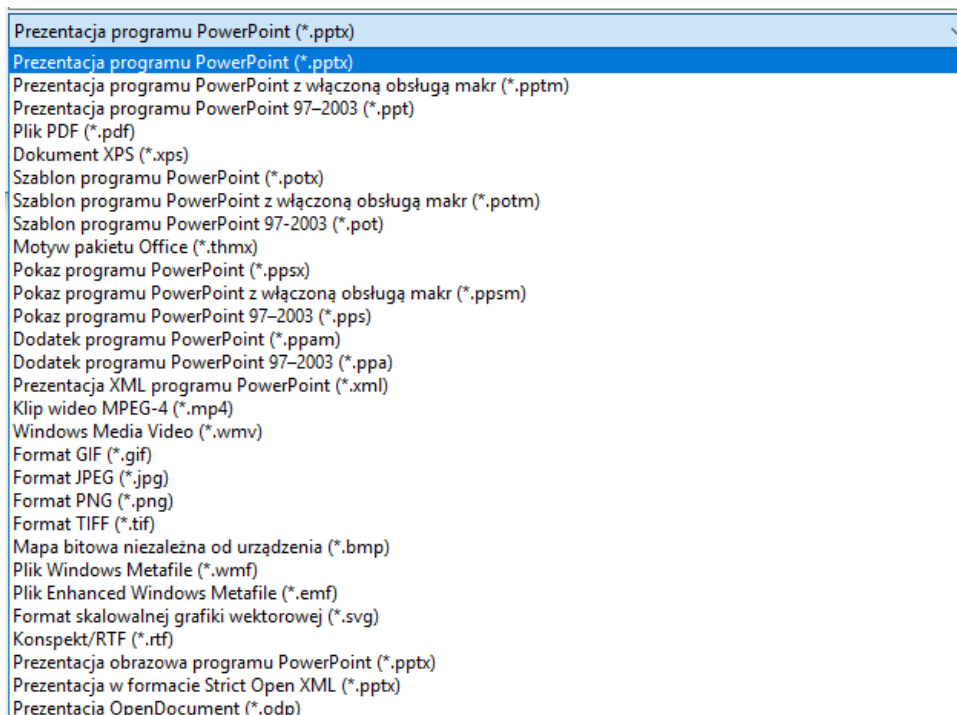 Prezentacja programu PowerPoint (*.pptx)
Prezentacja programu PowerPoint (*.pptx)
Prezentacja programu PowerPoint z włączoną obsługą makr (*.pptm)
Prezentacja programu PowerPoint 97–2003 (*.ppt)
Plik PDF (*.pdf)
Dokument XPS (*.xps)
Szablon programu PowerPoint (*.potx)
Szablon programu PowerPoint z włączoną obsługą makr (*.potm)
Szablon programu PowerPoint 97-2003 (*.pot)
Motyw pakietu Office (*.thmx)
Pokaz programu PowerPoint (*.ppsx)
Pokaz programu PowerPoint z włączoną obsługą makr (*.ppsm)
Pokaz programu PowerPoint 97–2003 (*.pps)
Dodatek programu PowerPoint (*.ppam)
Dodatek programu PowerPoint 97–2003 (*.ppa)
Prezentacja XML programu PowerPoint (*.xml)
Klip wideo MPEG-4 (*.mp4)
Windows Media Video (*.wmv)
Format GIF (*.gif)
Format JPEG (*.jpg)
Format PNG (*.png)
Format TIFF (*.tif)
Mapa bitowa niezależna od urządzenia (*.bmp)
Plik Windows Metafile (*.wmf)
Plik Enhanced Windows Metafile (*.emf)
Format skalowalnej grafiki wektorowej (*.svg)
Konspekt/RTF (*.rtf)
Prezentacja obrazowa programu PowerPoint (*.pptx)
Prezentacja w formacie Strict Open XML (*.pptx)
Prezentacja OpenDocument (*.odp)